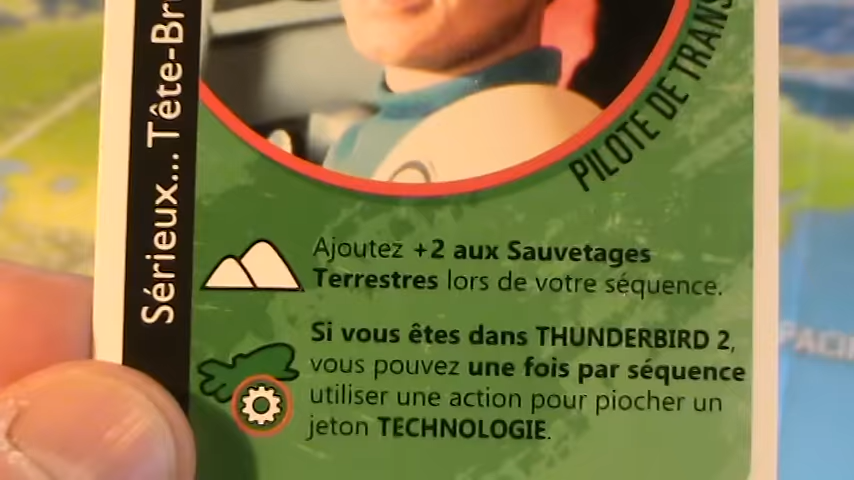 Sérieux... Tête-Br
PILOTE DE TRANS
Ajoutez +2 aux Sauvetages
Terrestres lors de votre séquence.
Si vous êtes dans THUNDERBIRD 2,
vous pouvez une fois par séquence
utiliser une action pour piocher un
jeton TECHNOLOGIE.